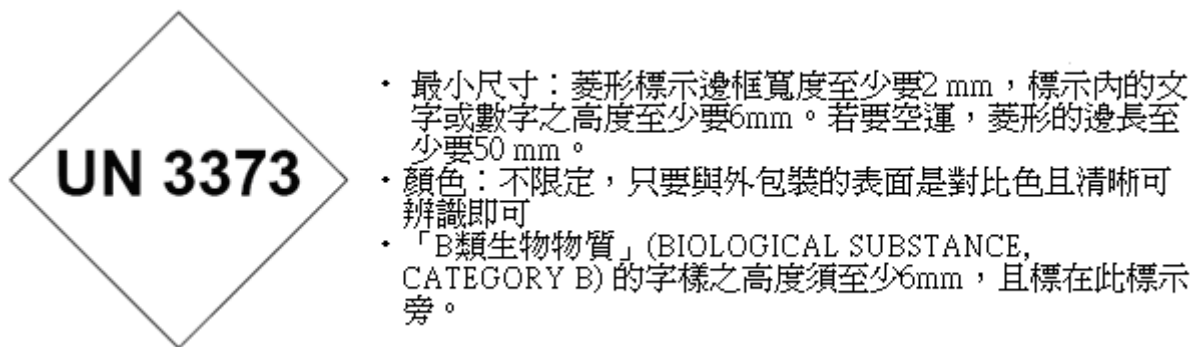 UN 3373
・最小尺寸：菱形標示邊框寬度至少要2 mm，標示內的文
字或數字之高度至少要6mm。若要空運，菱形的邊長至
少要50 mm。
・顏色：不限定，只要與外包裝的表面是對比色且清晰可
辨識即可
・「B類生物物質」(BIOLOGICAL SUBSTANCE,
CATEGORY B) 的字樣之高度須至少6mm，且標在此標示
旁。